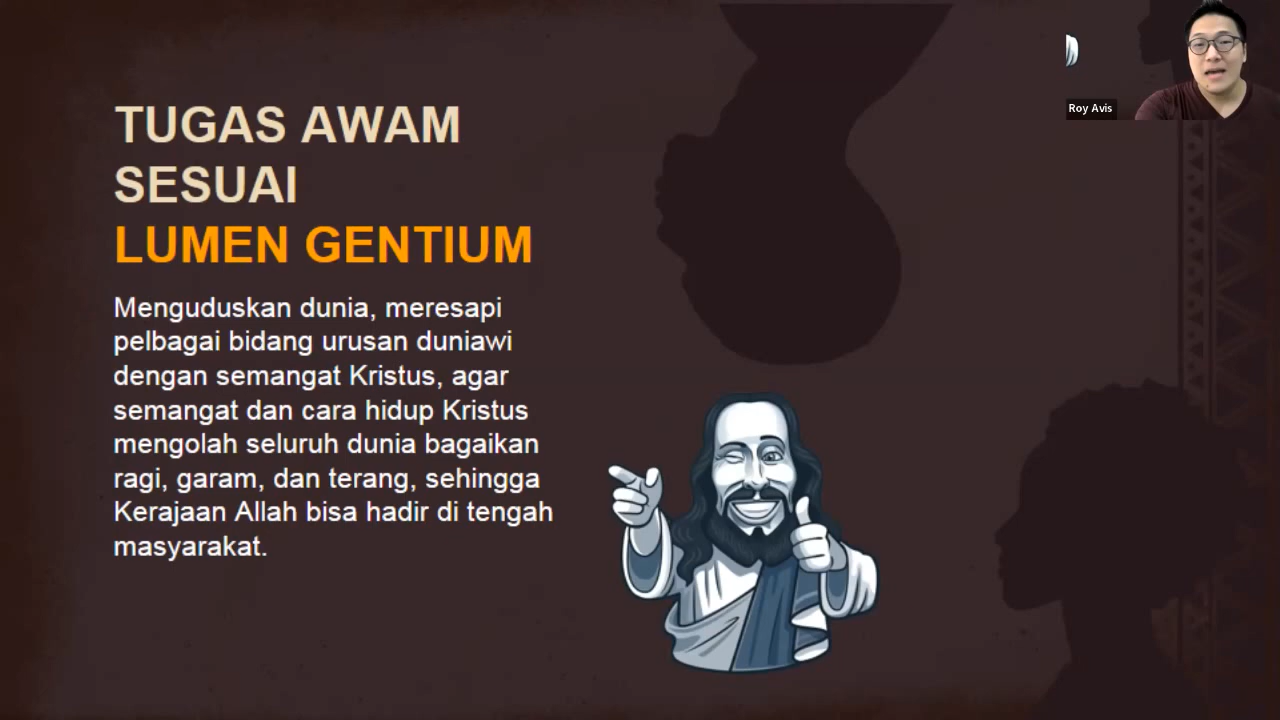 TUGAS AWAM
SESUAI
LUMEN GENTIUM
Menguduskan dunia, meresapi
pelbagai bidang urusan duniawi
dengan semangat Kristus, agar
semangat dan cara hidup Kristus
mengolah seluruh dunia bagaikan
ragi, garam, dan terang, sehingga
Kerajaan Allah bisa hadir di tengah
masyarakat.
Roy Avis